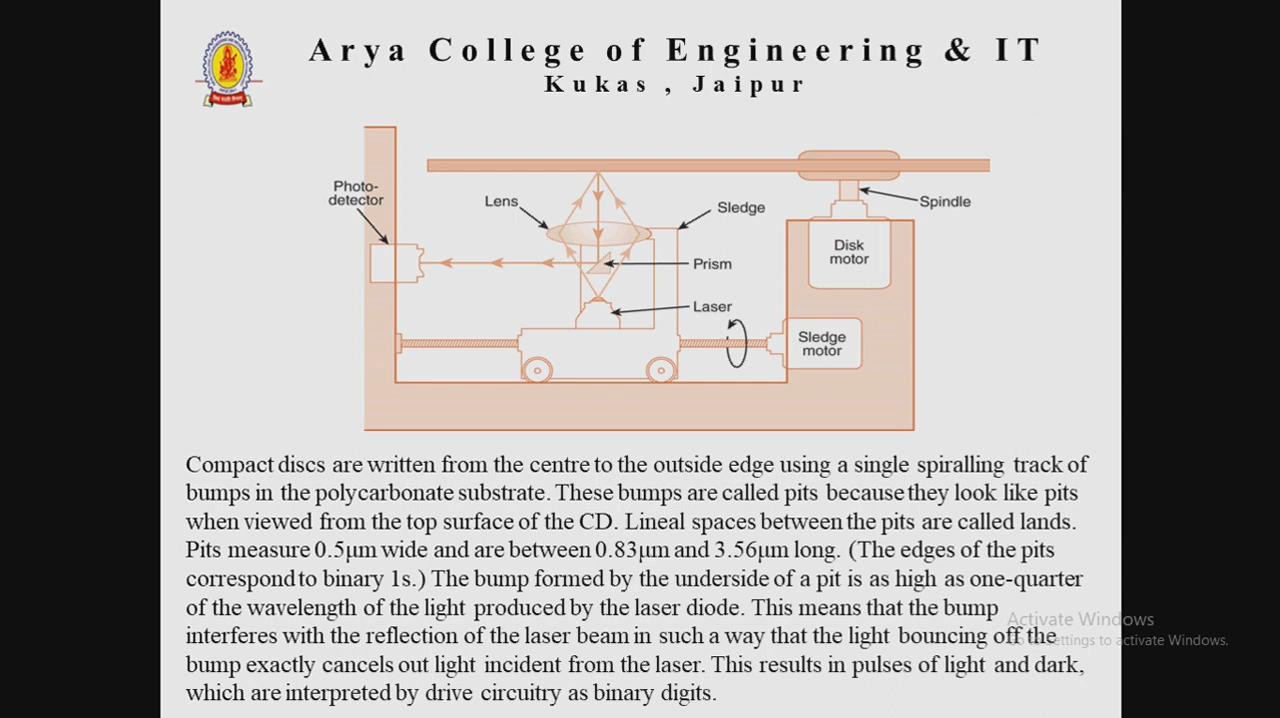 Arya College of Engineering & IT
Kukas , Jaipur
Photo-
detector
Lens
Sledge
Spindle
Disk
motor
Prism
Laser
Sledge
motor
Compact discs are written from the centre to the outside edge using a single spiralling track of
bumps in the polycarbonate substrate. These bumps are called pits because they look like pits
when viewed from the top surface of the CD. Lineal spaces between the pits are called lands.
Pits measure 0.5μm wide and are between 0.83μm and 3.56μm long. (The edges of the pits
correspond to binary 1s.) The bump formed by the underside of a pit is as high as one-quarter
of the wavelength of the light produced by the laser diode. This means that the bump
interferes with the reflection of the laser beam in such a way that the light bouncing off the
bump exactly cancels out light incident from the laser. This results in pulses of light and dark,
which are interpreted by drive circuitry as binary digits.
Activate Windows
Go to Settings to activate Windows.